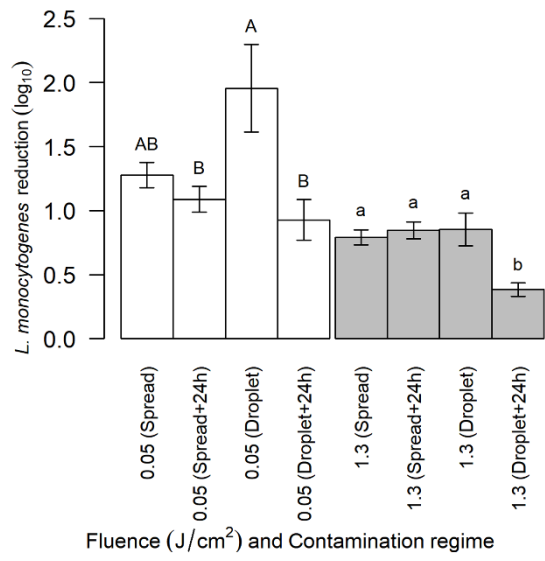 L. monocytogenes reduction (log₁₀)
2.5
2.0
1.5
1.0
0.5
0.0
AB
B
A
B
a
a
a
b
0.05 (Spread)
0.05 (Spread+24h)
0.05 (Droplet)
0.05 (Droplet+24h)
1.3 (Spread)
1.3 (Spread+24h)
1.3 (Droplet)
1.3 (Droplet+24h)
Fluence (J/cm²) and Contamination regime